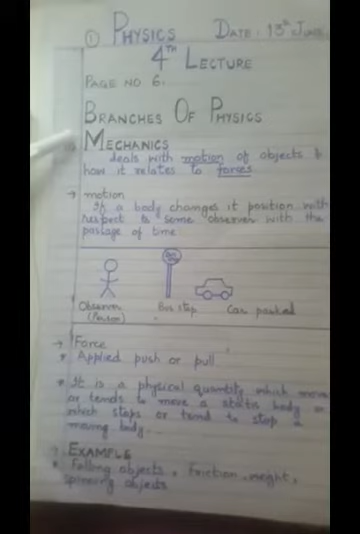 ① PHYSICS DATE: 13th June
4TH LECTURE
PAGE NO 6.
BRANCHES OF PHYSICS
MECHANICS
deals with motion of objects &
how it relates to forces
→ motion
If a body changes it position with
respect to some observer with the
passage of time
Observer
(Person)
Bus stop
Car parked
→ Force
* Applied push or pull
* It is a physical quantity which move
or tends to move a static body or
which stops or tend to stop a
moving body.
→ EXAMPLE
* Falling objects, Friction, weight,
spinning objects